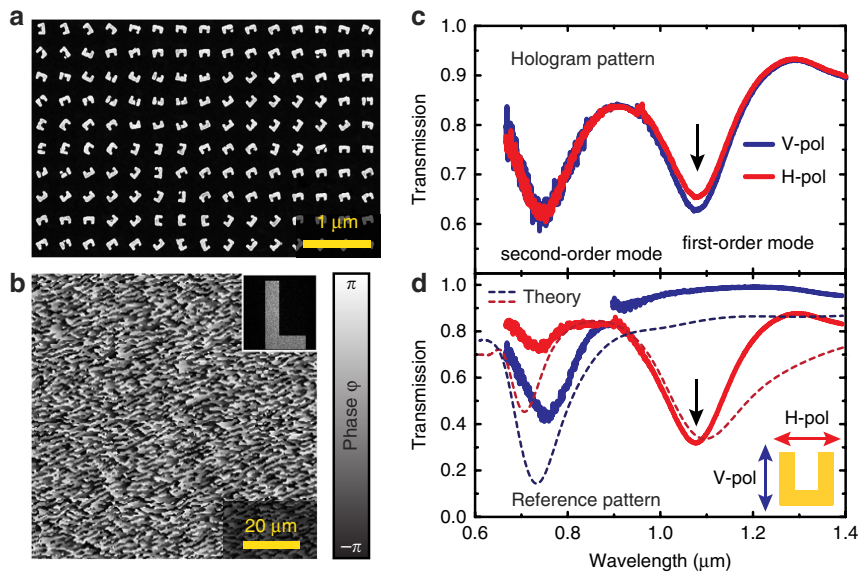 a
1 μm
b
π
Phase φ
−π
20 μm
c
1.0
0.9
0.8
0.7
0.6
Transmission
Hologram pattern
V-pol
H-pol
second-order mode
first-order mode
d
1.0
0.8
0.6
0.4
0.2
0.0
Transmission
Theory
H-pol
V-pol
Reference pattern
0.6 0.8 1.0 1.2 1.4
Wavelength (μm)